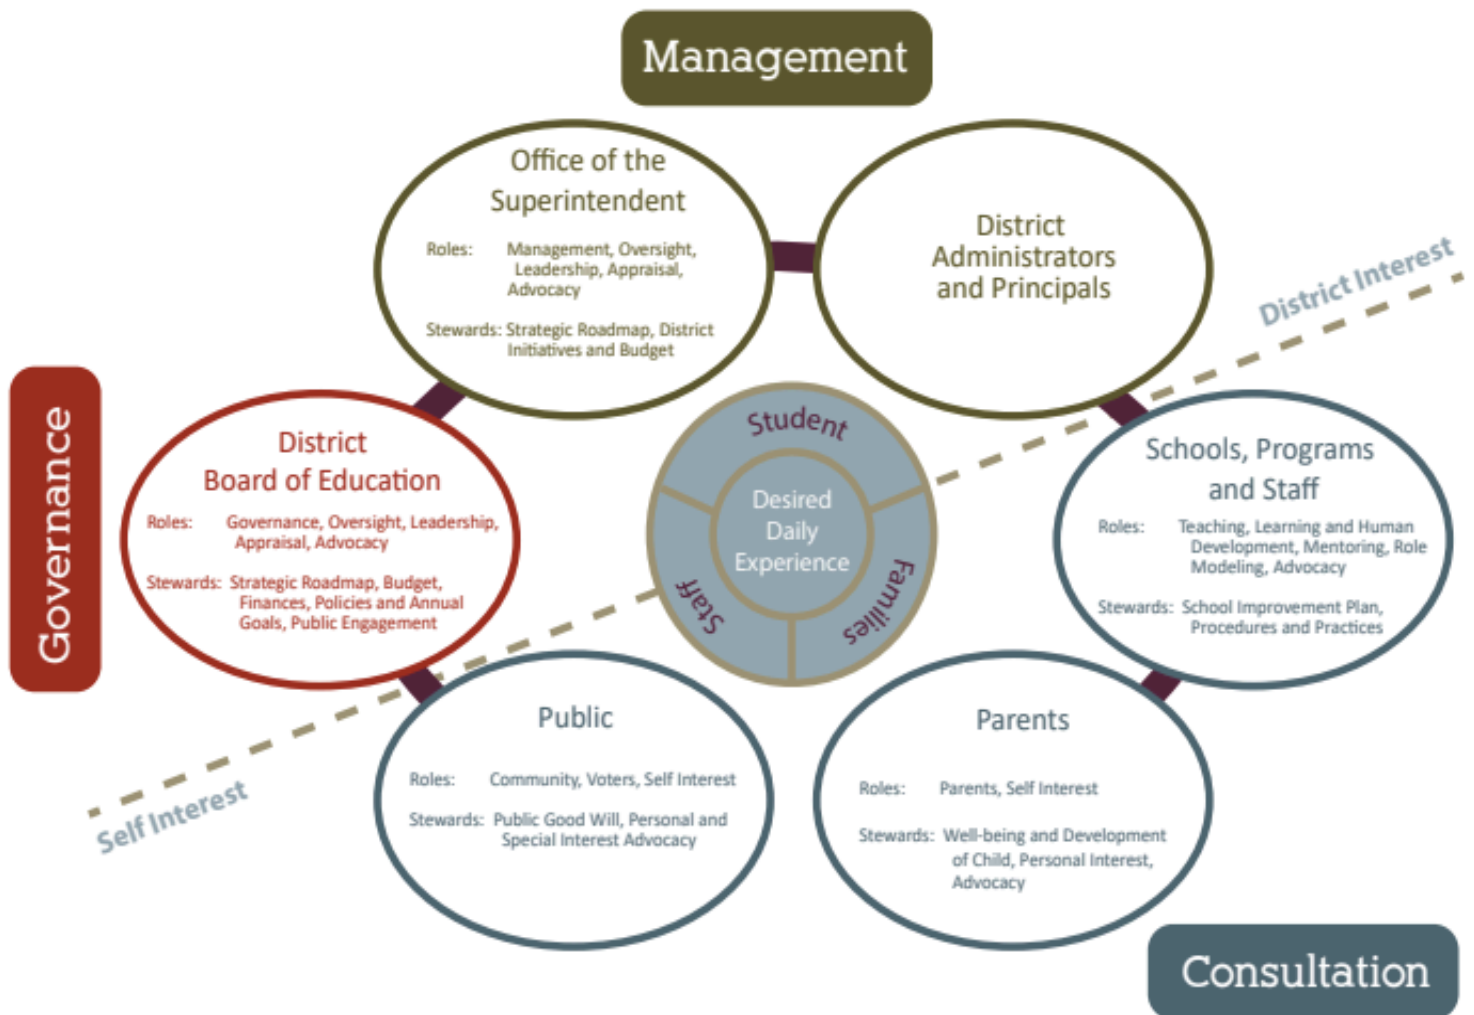 Management
Office of the
Superintendent
Roles: Management, Oversight,
Leadership, Appraisal,
Advocacy
Stewards: Strategic Roadmap, District
Initiatives and Budget
District
Administrators
and Principals
District Interest
Governance
District
Board of Education
Roles: Governance, Oversight, Leadership,
Appraisal, Advocacy
Stewards: Strategic Roadmap, Budget,
Finances, Policies and Annual
Goals, Public Engagement
Student
Desired
Daily
Experience
Staff
Families
Schools, Programs
and Staff
Roles: Teaching, Learning and Human
Development, Mentoring, Role
Modeling, Advocacy
Stewards: School Improvement Plan,
Procedures and Practices
Self Interest
Public
Roles: Community, Voters, Self Interest
Stewards: Public Good Will, Personal and
Special Interest Advocacy
Parents
Roles: Parents, Self Interest
Stewards: Well-being and Development
of Child, Personal Interest,
Advocacy
Consultation